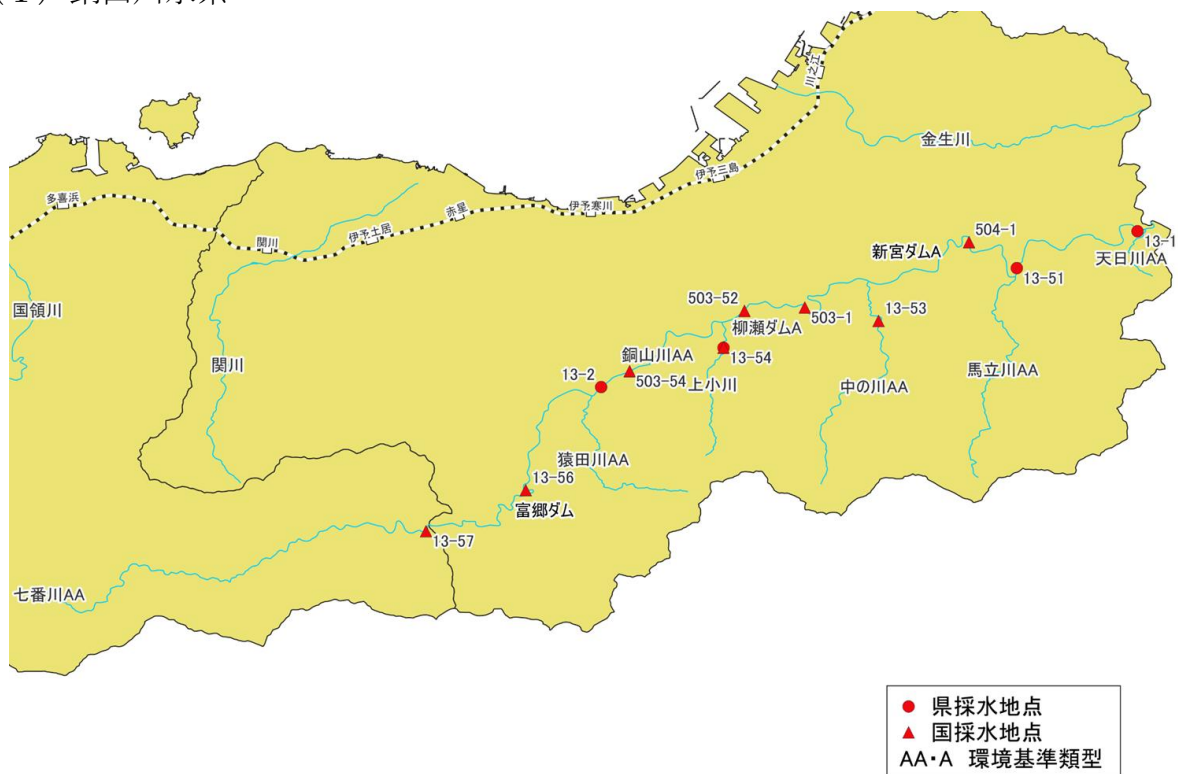 川之江
金生川
伊予三島
多喜浜
伊予寒川
赤星
伊予土居
関川
504-1
13-1
新宮ダムA
天日川AA
13-51
国領川
503-52
13-53
503-1
柳瀬ダムA
13-54
銅山川AA
関川
13-2
503-54
上小川
馬立川AA
中の川AA
猿田川AA
13-56
富郷ダム
13-57
七番川AA
県採水地点
国採水地点
AA・A 環境基準類型